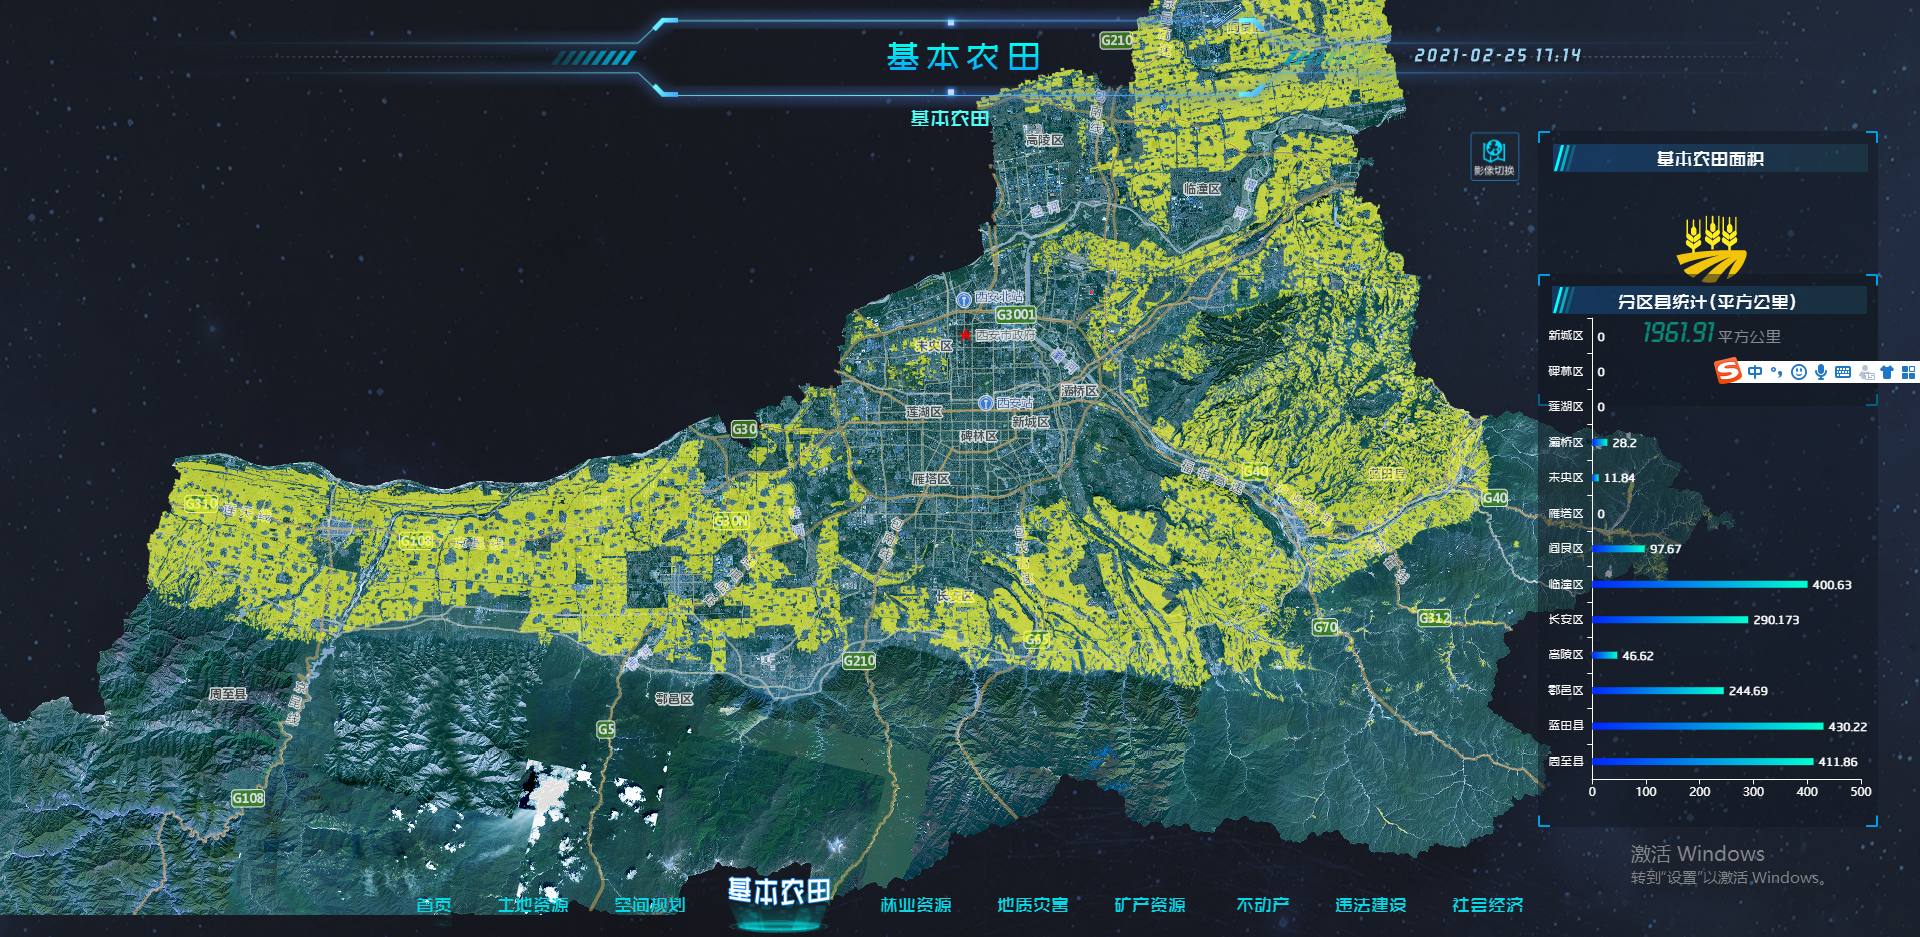 基本农田
2021-02-25 17:14
基本农田
影像切换
基本农田面积
1961.91 平方公里
分区县统计(平方公里)
新城区 0
碑林区 0
莲湖区 0
灞桥区 28.2
未央区 11.84
雁塔区 0
阎良区 97.67
临潼区 400.63
长安区 290.173
高陵区 46.62
鄠邑区 244.69
蓝田县 430.22
周至县 411.86
0 100 200 300 400 500
中
G210
高陵区
临潼区
西安北站
G3001
西安市政府
未央区
灞桥区
西安站
莲湖区
新城区
碑林区
雁塔区
G30
G40
蓝田县
G40
G310
G30N
G108
长安区
G65
G70
G312
G210
周至县
鄠邑区
G5
G108
激活 Windows
转到“设置”以激活 Windows。
首页
土地资源
空间规划
基本农田
林业资源
地质灾害
矿产资源
不动产
违法建设
社会经济